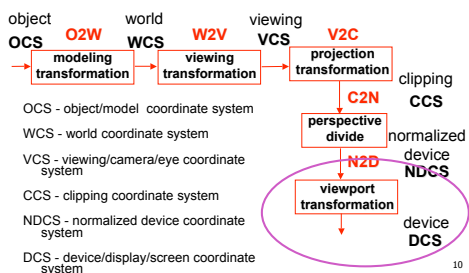 object
O2W
world
W2V
viewing
V2C
OCS
WCS
VCS
modeling
transformation
viewing
transformation
projection
transformation
clipping
CCS
C2N
perspective
divide
normalized
device
NDCS
N2D
viewport
transformation
device
DCS
OCS - object/model coordinate system
WCS - world coordinate system
VCS - viewing/camera/eye coordinate
system
CCS - clipping coordinate system
NDCS - normalized device coordinate
system
DCS - device/display/screen coordinate
system
10